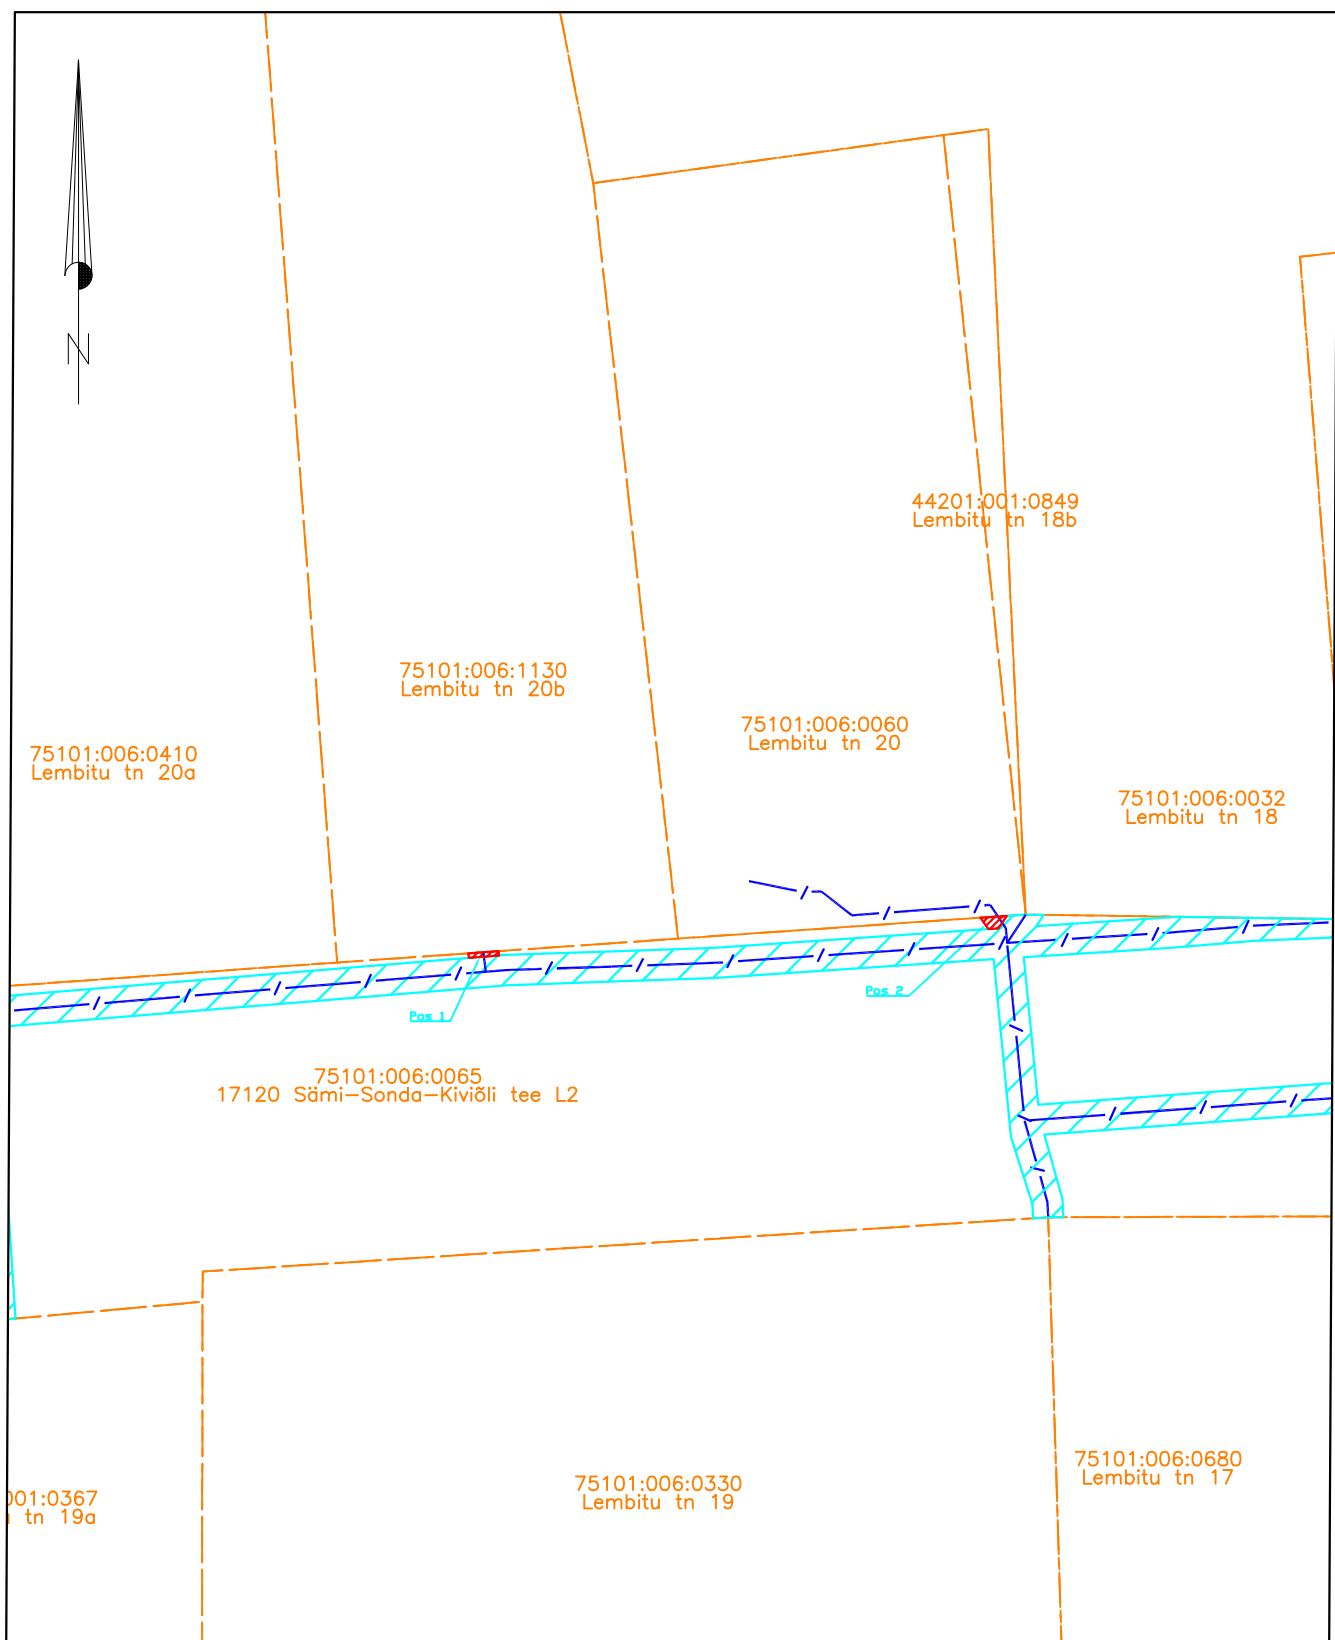 N
44201:001:0849
Lembitu tn 18b
75101:006:1130
Lembitu tn 20b
75101:006:0060
Lembitu tn 20
75101:006:0410
Lembitu tn 20a
75101:006:0032
Lembitu tn 18
Pos 2
Pos 1
75101:006:0065
17120 Sämi-Sonda-Kiviõli tee L2
75101:006:0680
Lembitu tn 17
75101:006:0330
Lembitu tn 19
001:0367
tn 19a